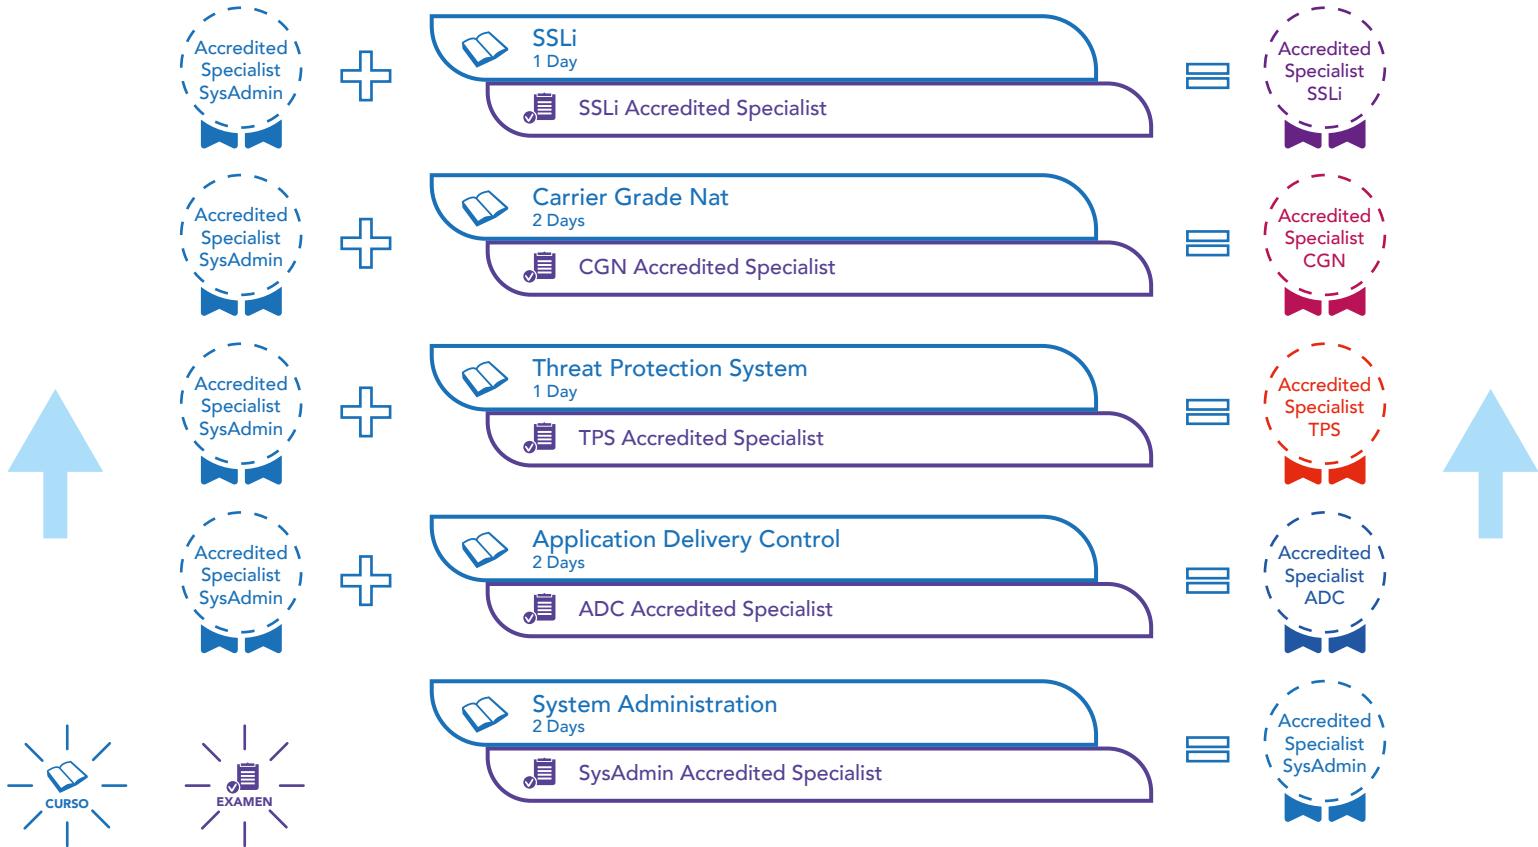 Accredited
Specialist
SysAdmin
SSLi
1 Day
SSLi Accredited Specialist
Accredited
Specialist
SSLi
Accredited
Specialist
SysAdmin
Carrier Grade Nat
2 Days
CGN Accredited Specialist
Accredited
Specialist
CGN
Accredited
Specialist
SysAdmin
Threat Protection System
1 Day
TPS Accredited Specialist
Accredited
Specialist
TPS
Accredited
Specialist
SysAdmin
Application Delivery Control
2 Days
ADC Accredited Specialist
Accredited
Specialist
ADC
System Administration
2 Days
SysAdmin Accredited Specialist
Accredited
Specialist
SysAdmin
CURSO
EXAMEN